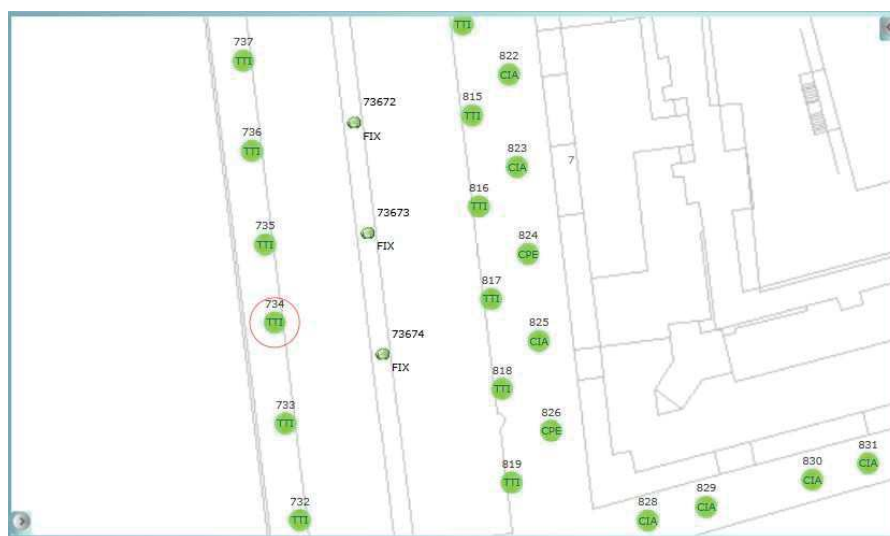 TTI
737
TTI
822
CIA
73672
FIX
815
TTI
736
TTI
823
CIA
7
816
TTI
73673
FIX
735
TTI
824
CPE
817
TTI
734
TTI
825
CIA
73674
FIX
818
TTI
733
TTI
826
CPE
819
TTI
732
TTI
828
CIA
829
CIA
830
CIA
831
CIA